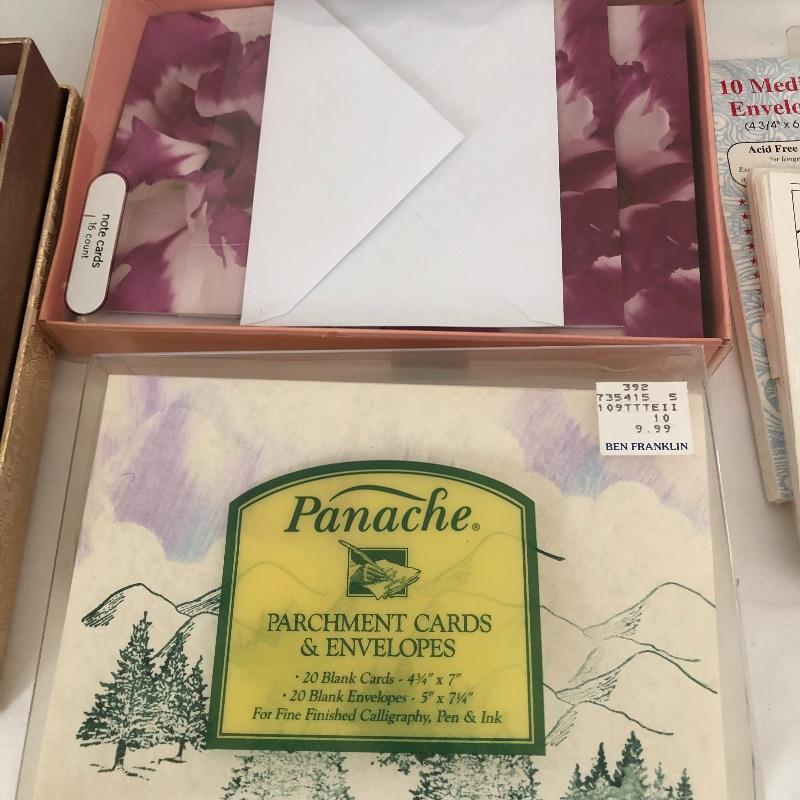 note cards
16 count
10 Medi
Envelo
(4 3/4" x 6
Acid Free
for longe
392
735415 S
109TTTEII
10
9.99
BEN FRANKLIN
Panache®
PARCHMENT CARDS
& ENVELOPES
• 20 Blank Cards - 4¾" x 7"
• 20 Blank Envelopes - 5" x 7¼"
For Fine Finished Calligraphy, Pen & Ink